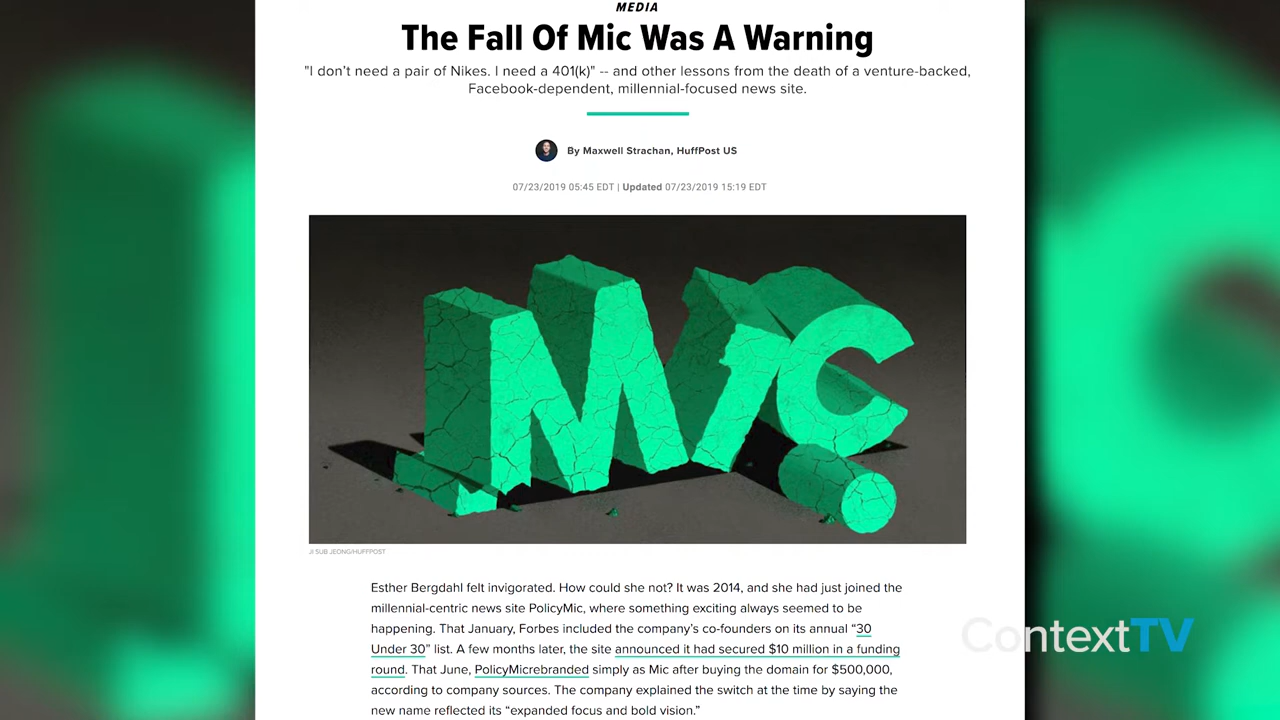 MEDIA
The Fall Of Mic Was A Warning
"I don't need a pair of Nikes. I need a 401(k)" -- and other lessons from the death of a venture-backed,
Facebook-dependent, millennial-focused news site.
By Maxwell Strachan, HuffPost US
07/23/2019 05:45 EDT | Updated 07/23/2019 15:19 EDT
Mic
JI SUB JEONG/HUFFPOST
Esther Bergdahl felt invigorated. How could she not? It was 2014, and she had just joined the
millennial-centric news site PolicyMic, where something exciting always seemed to be
happening. That January, Forbes included the company's co-founders on its annual “30
Under 30” list. A few months later, the site announced it had secured $10 million in a funding
round. That June, PolicyMicrebranded simply as Mic after buying the domain for $500,000,
according to company sources. The company explained the switch at the time by saying the
new name reflected its “expanded focus and bold vision.”
ContextTV